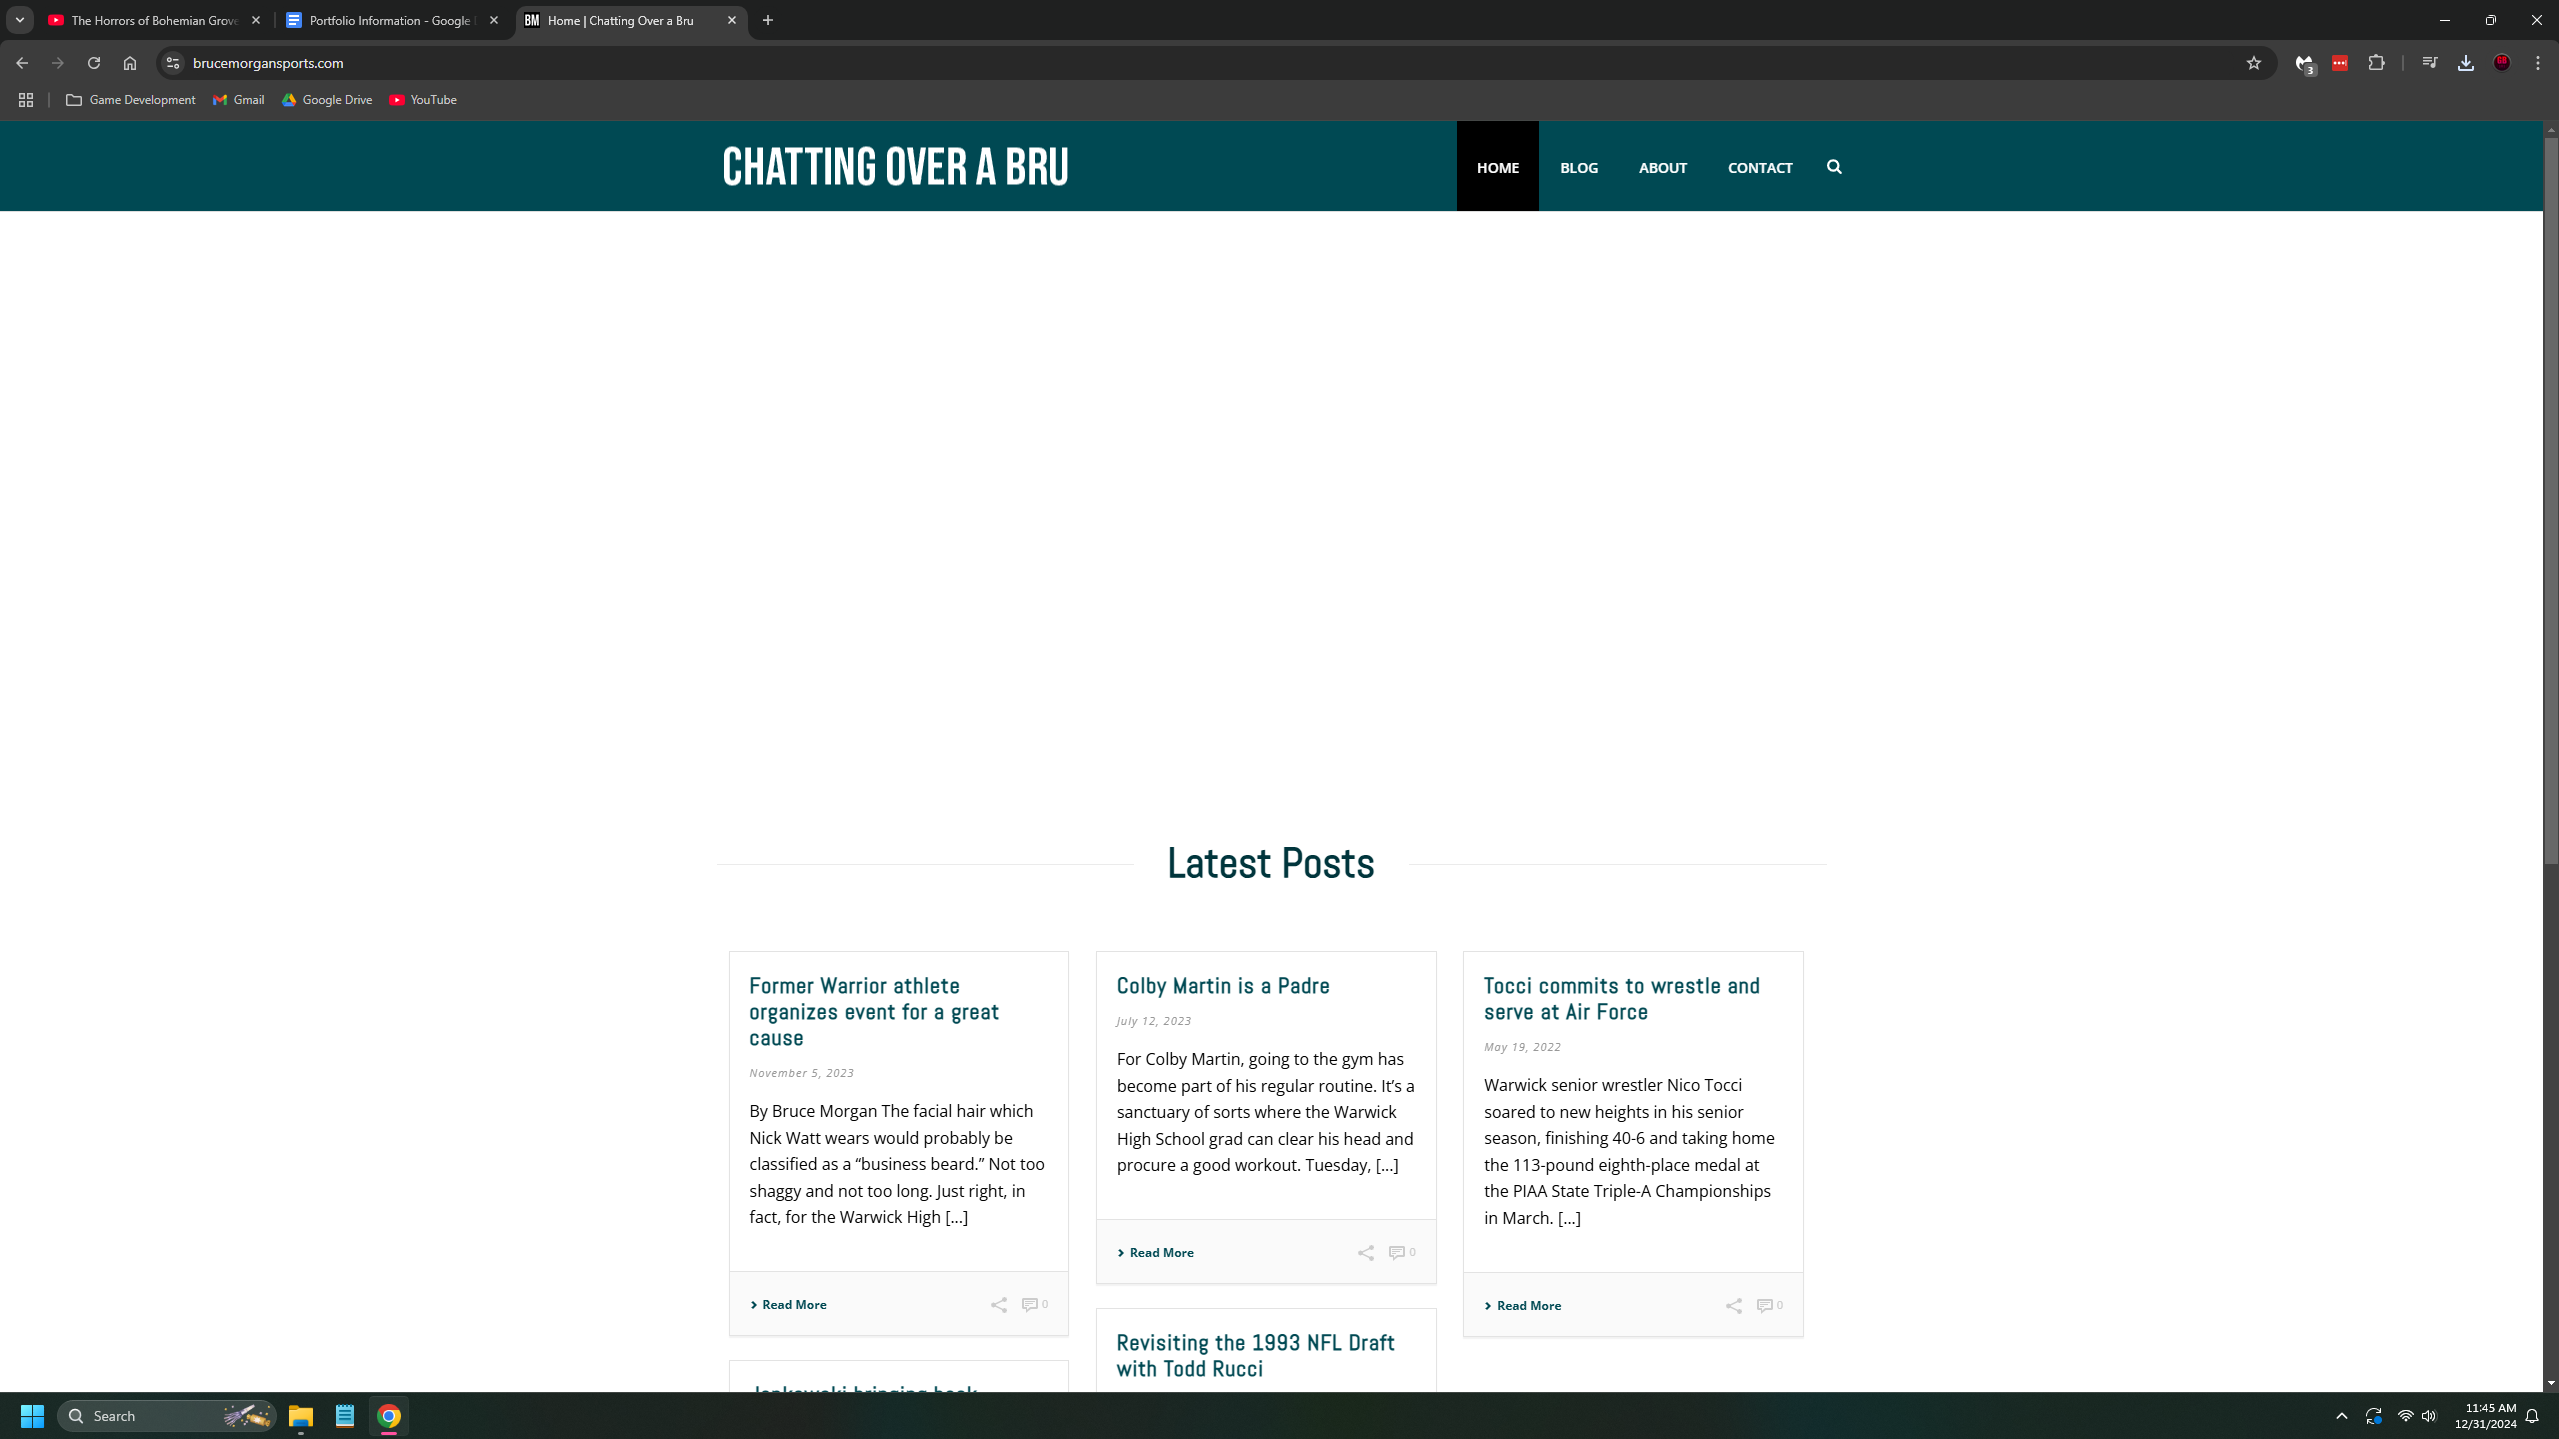 The Horrors of Bohemian Grove
Portfolio Information - Google
Home | Chatting Over a Bru
brucemorgansports.com
3
Game Development
Gmail
Google Drive
YouTube
CHATTING OVER A BRU
HOME
BLOG
ABOUT
CONTACT
Latest Posts
Former Warrior athlete
organizes event for a great
cause
November 5, 2023
By Bruce Morgan The facial hair which
Nick Watt wears would probably be
classified as a “business beard.” Not too
shaggy and not too long. Just right, in
fact, for the Warwick High [...]
Read More
0
Colby Martin is a Padre
July 12, 2023
For Colby Martin, going to the gym has
become part of his regular routine. It’s a
sanctuary of sorts where the Warwick
High School grad can clear his head and
procure a good workout. Tuesday, [...]
Read More
0
Tocci commits to wrestle and
serve at Air Force
May 19, 2022
Warwick senior wrestler Nico Tocci
soared to new heights in his senior
season, finishing 40-6 and taking home
the 113-pound eighth-place medal at
the PIAA State Triple-A Championships
in March. [...]
Read More
0
Revisiting the 1993 NFL Draft
with Todd Rucci
Search
11:45 AM
12/31/2024